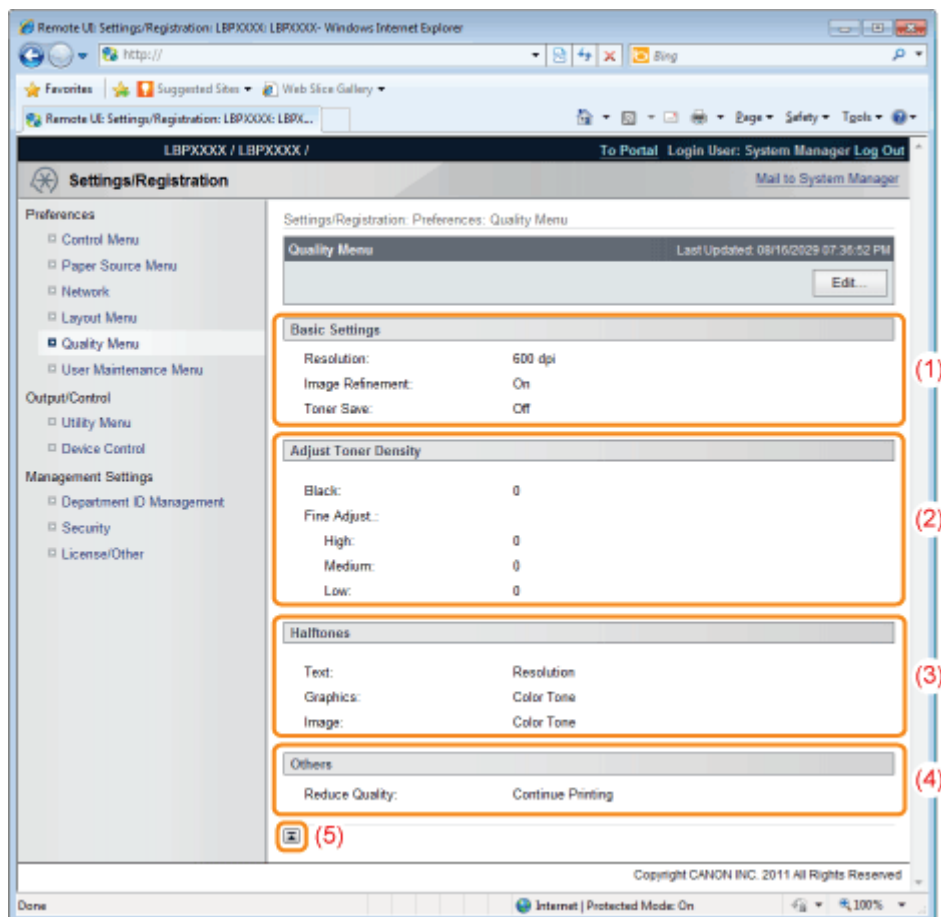 Remote UI: Settings/Registration: LBPXXXX: LBPXXXX- Windows Internet Explorer
http://
Bing
Favorites Suggested Sites Web Slice Gallery
Remote UI: Settings/Registration: LBPXXXX: LBPX...
Page Safety Tools
LBPXXXX / LBPXXXX /
To Portal Login User: System Manager Log Out
Settings/Registration
Mail to System Manager
Preferences
Control Menu
Paper Source Menu
Network
Layout Menu
Quality Menu
User Maintenance Menu
Output/Control
Utility Menu
Device Control
Management Settings
Department ID Management
Security
License/Other
Settings/Registration: Preferences: Quality Menu
Quality Menu Last Updated: 08/16/2029 07:36:52 PM
Edit...
Basic Settings
Resolution: 600 dpi
Image Refinement: On
Toner Save: Off
(1)
Adjust Toner Density
Black: 0
Fine Adjust.:
High: 0
Medium: 0
Low: 0
(2)
Halftones
Text: Resolution
Graphics: Color Tone
Image: Color Tone
(3)
Others
Reduce Quality: Continue Printing
(4)
(5)
Copyright CANON INC. 2011 All Rights Reserved
Done Internet | Protected Mode: On 100%